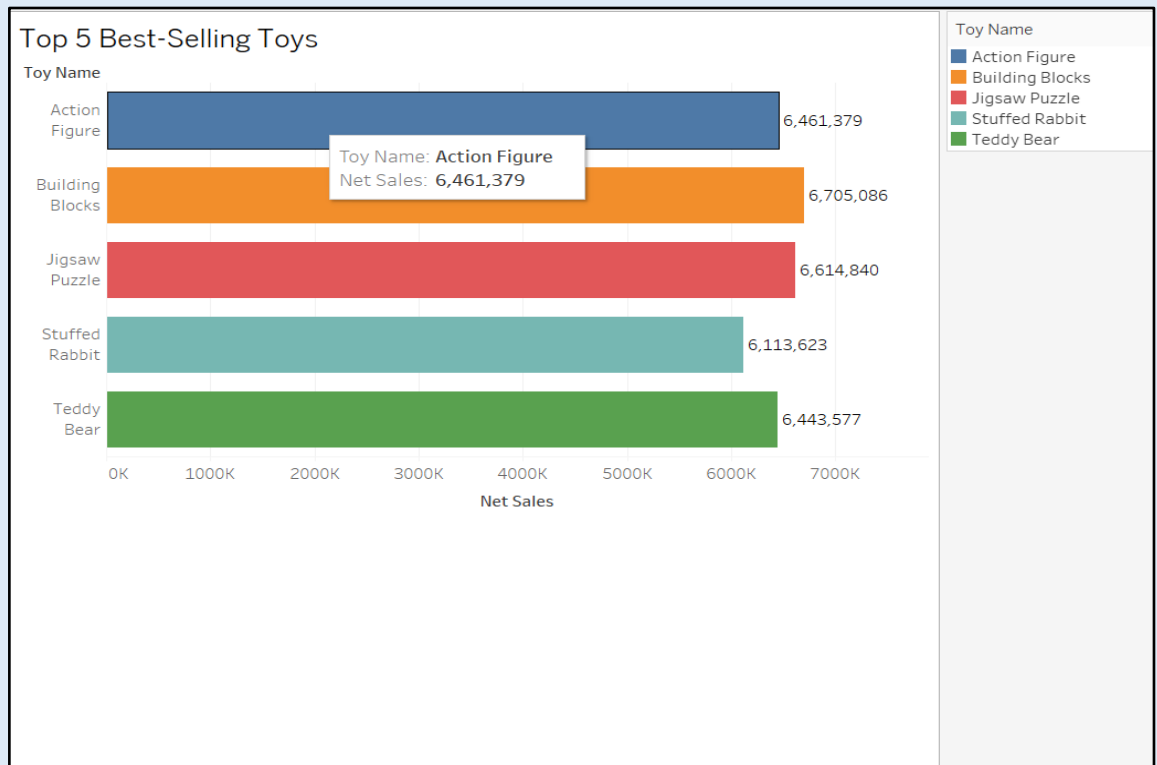 Top 5 Best-Selling Toys
Toy Name
Action
Figure
6,461,379
Toy Name: Action Figure
Net Sales: 6,461,379
Building
Blocks
6,705,086
Jigsaw
Puzzle
6,614,840
Stuffed
Rabbit
6,113,623
Teddy
Bear
6,443,577
0K 1000K 2000K 3000K 4000K 5000K 6000K 7000K
Net Sales
Toy Name
Action Figure
Building Blocks
Jigsaw Puzzle
Stuffed Rabbit
Teddy Bear